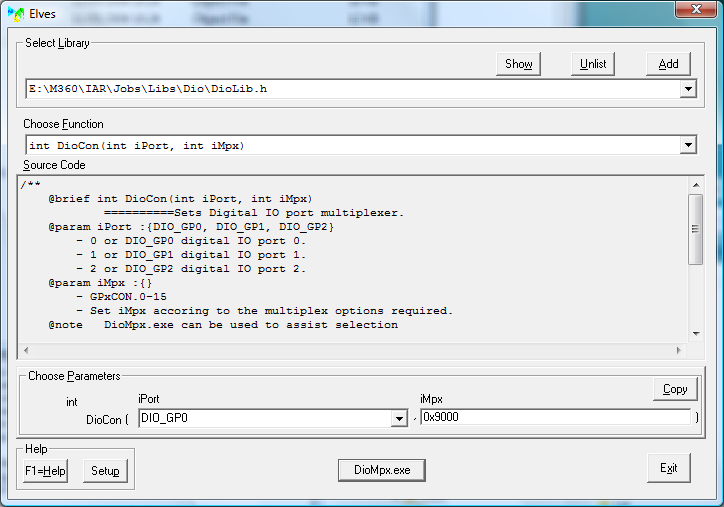 Elves
Select Library
Show
Unlist
Add
E:\M360\IAR\Jobs\Libs\Dio\DioLib.h
Choose Function
int DioCon(int iPort, int iMpx)
Source Code
/**
@brief int DioCon(int iPort, int iMpx)
==========Sets Digital IO port multiplexer.
@param iPort :{DIO_GP0, DIO_GP1, DIO_GP2}
- 0 or DIO_GP0 digital IO port 0.
- 1 or DIO_GP1 digital IO port 1.
- 2 or DIO_GP2 digital IO port 2.
@param iMpx :{}
- GPxCON.0-15
- Set iMpx accoring to the multiplex options required.
@note DioMpx.exe can be used to assist selection
Choose Parameters
Copy
int iPort iMpx
DioCon ( DIO_GP0 , 0x9000 )
Help
F1=Help
Setup
DioMpx.exe
Exit